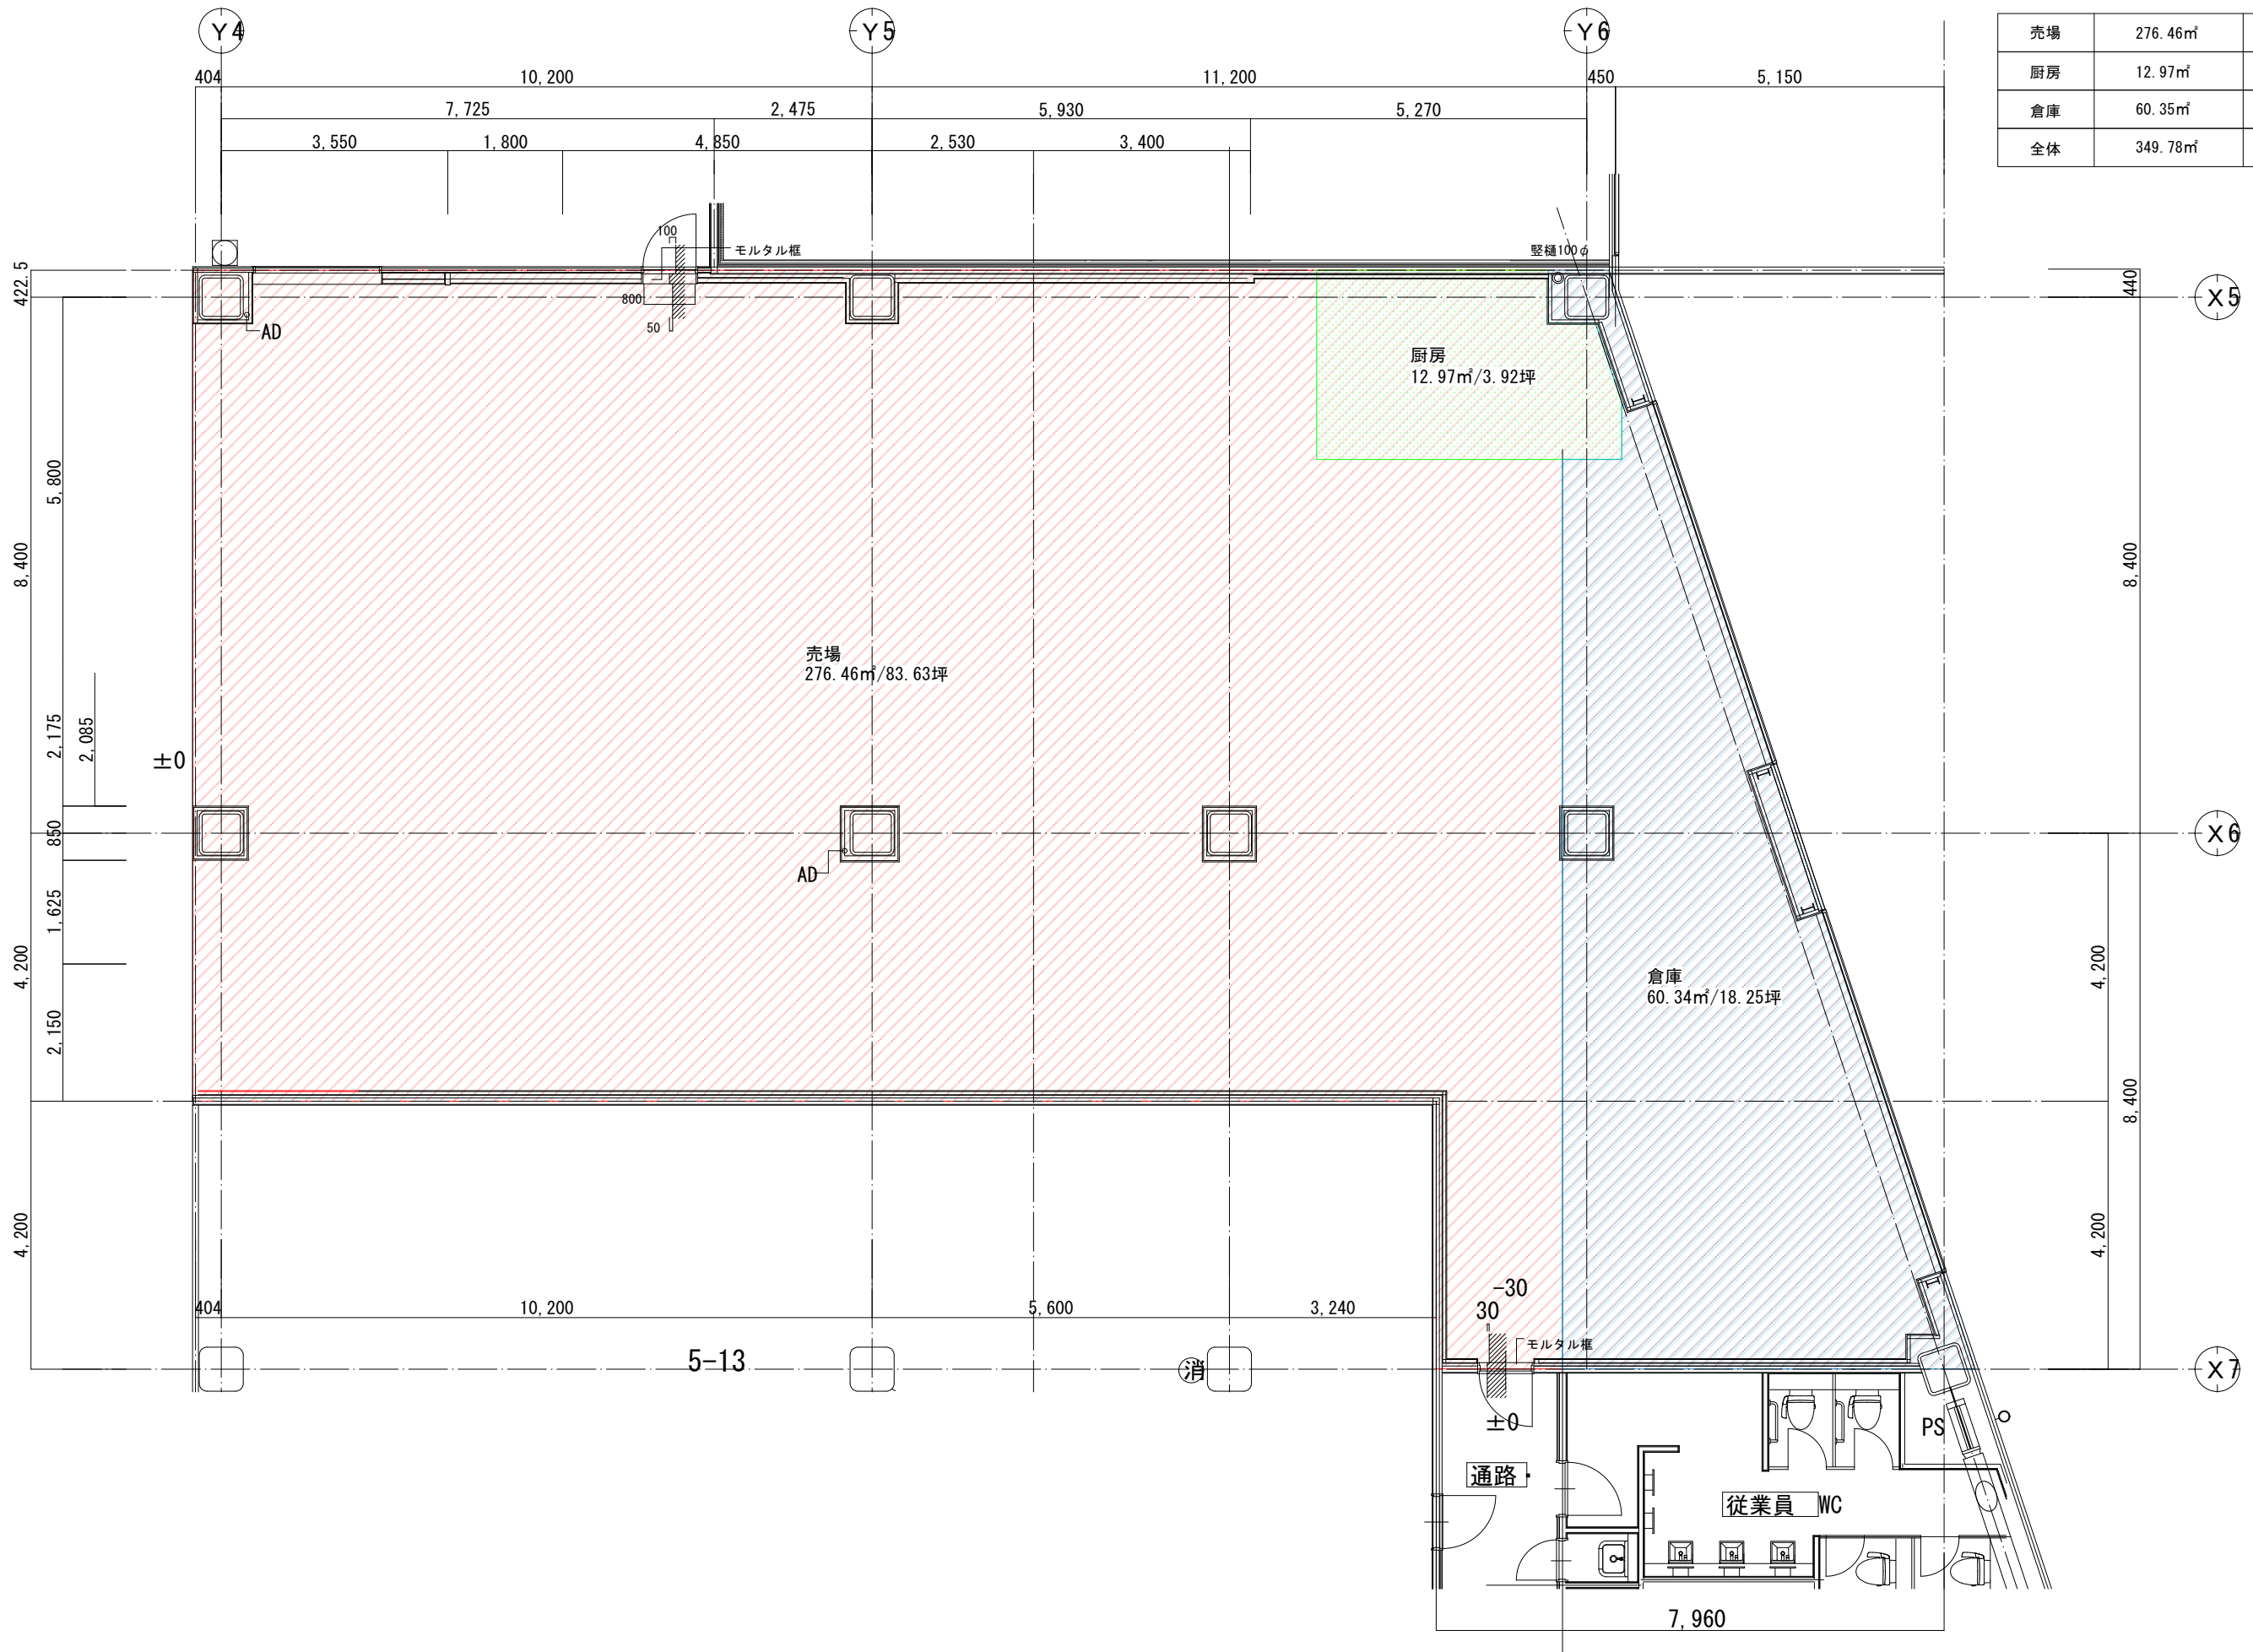 Y4
Y5
Y6
売場 276.46㎡
厨房 12.97㎡
倉庫 60.35㎡
全体 349.78㎡
404 10,200 11,200 450 5,150
7,725 2,475 5,930 5,270
3,550 1,800 4,850 2,530 3,400
100
モルタル框
竪樋100φ
800
50
AD
422.5
440
X5
厨房
12.97㎡/3.92坪
5,800
8,400
8,400
売場
276.46㎡/83.63坪
2,175
2,085
±0
850
X6
AD
1,625
4,200
2,150
倉庫
60.34㎡/18.25坪
4,200
8,400
4,200
4,200
404 10,200 5,600 3,240
-30
30
モルタル框
5-13
消
X7
±0
PS
通路
従業員 WC
7,960